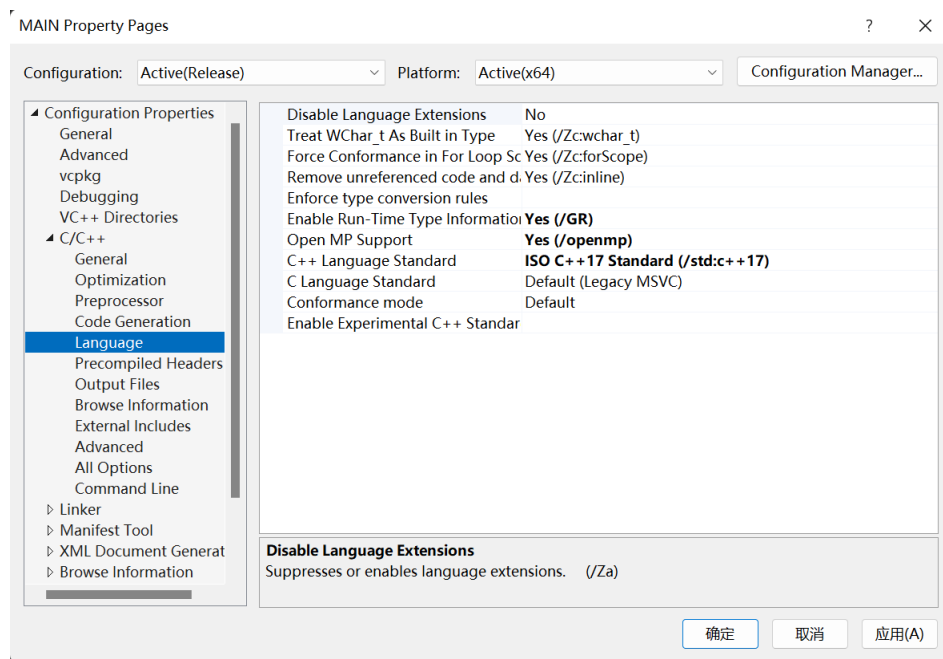 MAIN Property Pages
Configuration: Active(Release) Platform: Active(x64) Configuration Manager...
Configuration Properties
General
Advanced
vcpkg
Debugging
VC++ Directories
C/C++
General
Optimization
Preprocessor
Code Generation
Language
Precompiled Headers
Output Files
Browse Information
External Includes
Advanced
All Options
Command Line
Linker
Manifest Tool
XML Document Generat
Browse Information
Disable Language Extensions No
Treat WChar_t As Built in Type Yes (/Zc:wchar_t)
Force Conformance in For Loop Sc Yes (/Zc:forScope)
Remove unreferenced code and d Yes (/Zc:inline)
Enforce type conversion rules
Enable Run-Time Type Information Yes (/GR)
Open MP Support Yes (/openmp)
C++ Language Standard ISO C++17 Standard (/std:c++17)
C Language Standard Default (Legacy MSVC)
Conformance mode Default
Enable Experimental C++ Standar
Disable Language Extensions
Suppresses or enables language extensions. (/Za)
确定 取消 应用(A)